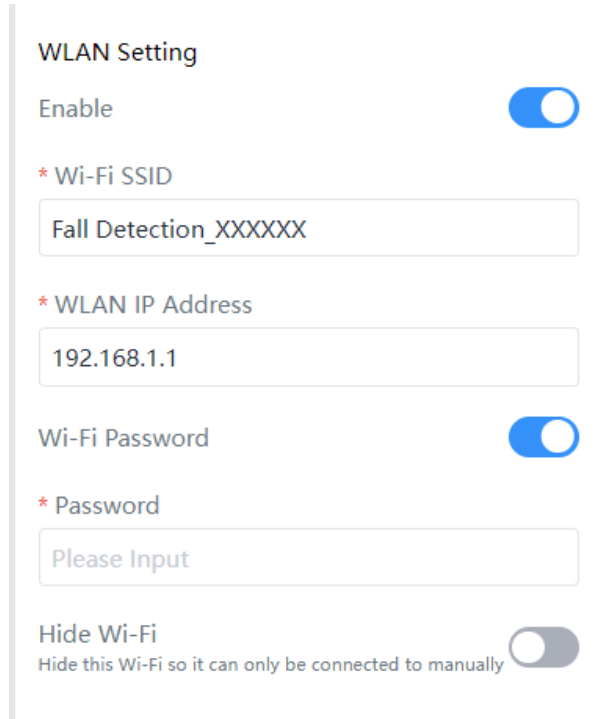 WLAN Setting
Enable
* Wi-Fi SSID
Fall Detection_XXXXXX
* WLAN IP Address
192.168.1.1
Wi-Fi Password
* Password
Please Input
Hide Wi-Fi
Hide this Wi-Fi so it can only be connected to manually